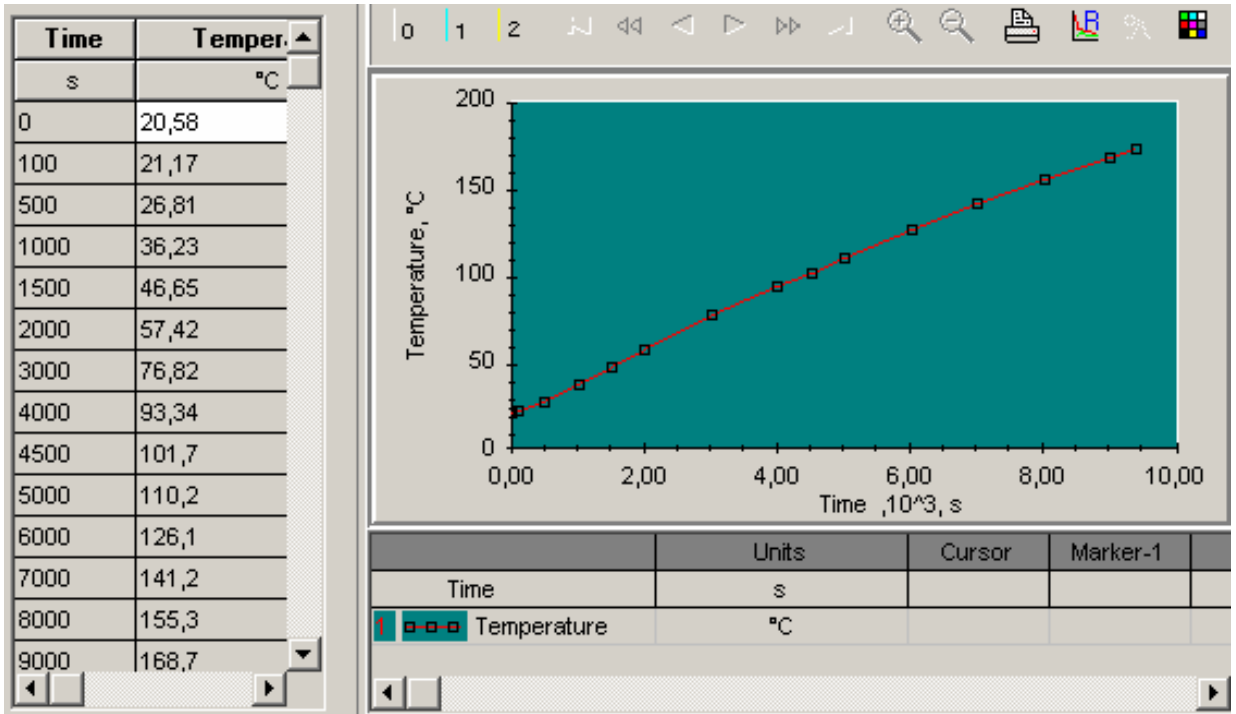 Time Temper.
s °C
0 20,58
100 21,17
500 26,81
1000 36,23
1500 46,65
2000 57,42
3000 76,82
4000 93,34
4500 101,7
5000 110,2
6000 126,1
7000 141,2
8000 155,3
9000 168,7
0 1 2
R
200
150
100
50
0
Temperature, °C
0,00 2,00 4,00 6,00 8,00 10,00
Time ,10^3, s
Units Cursor Marker-1
Time s
1 Temperature °C